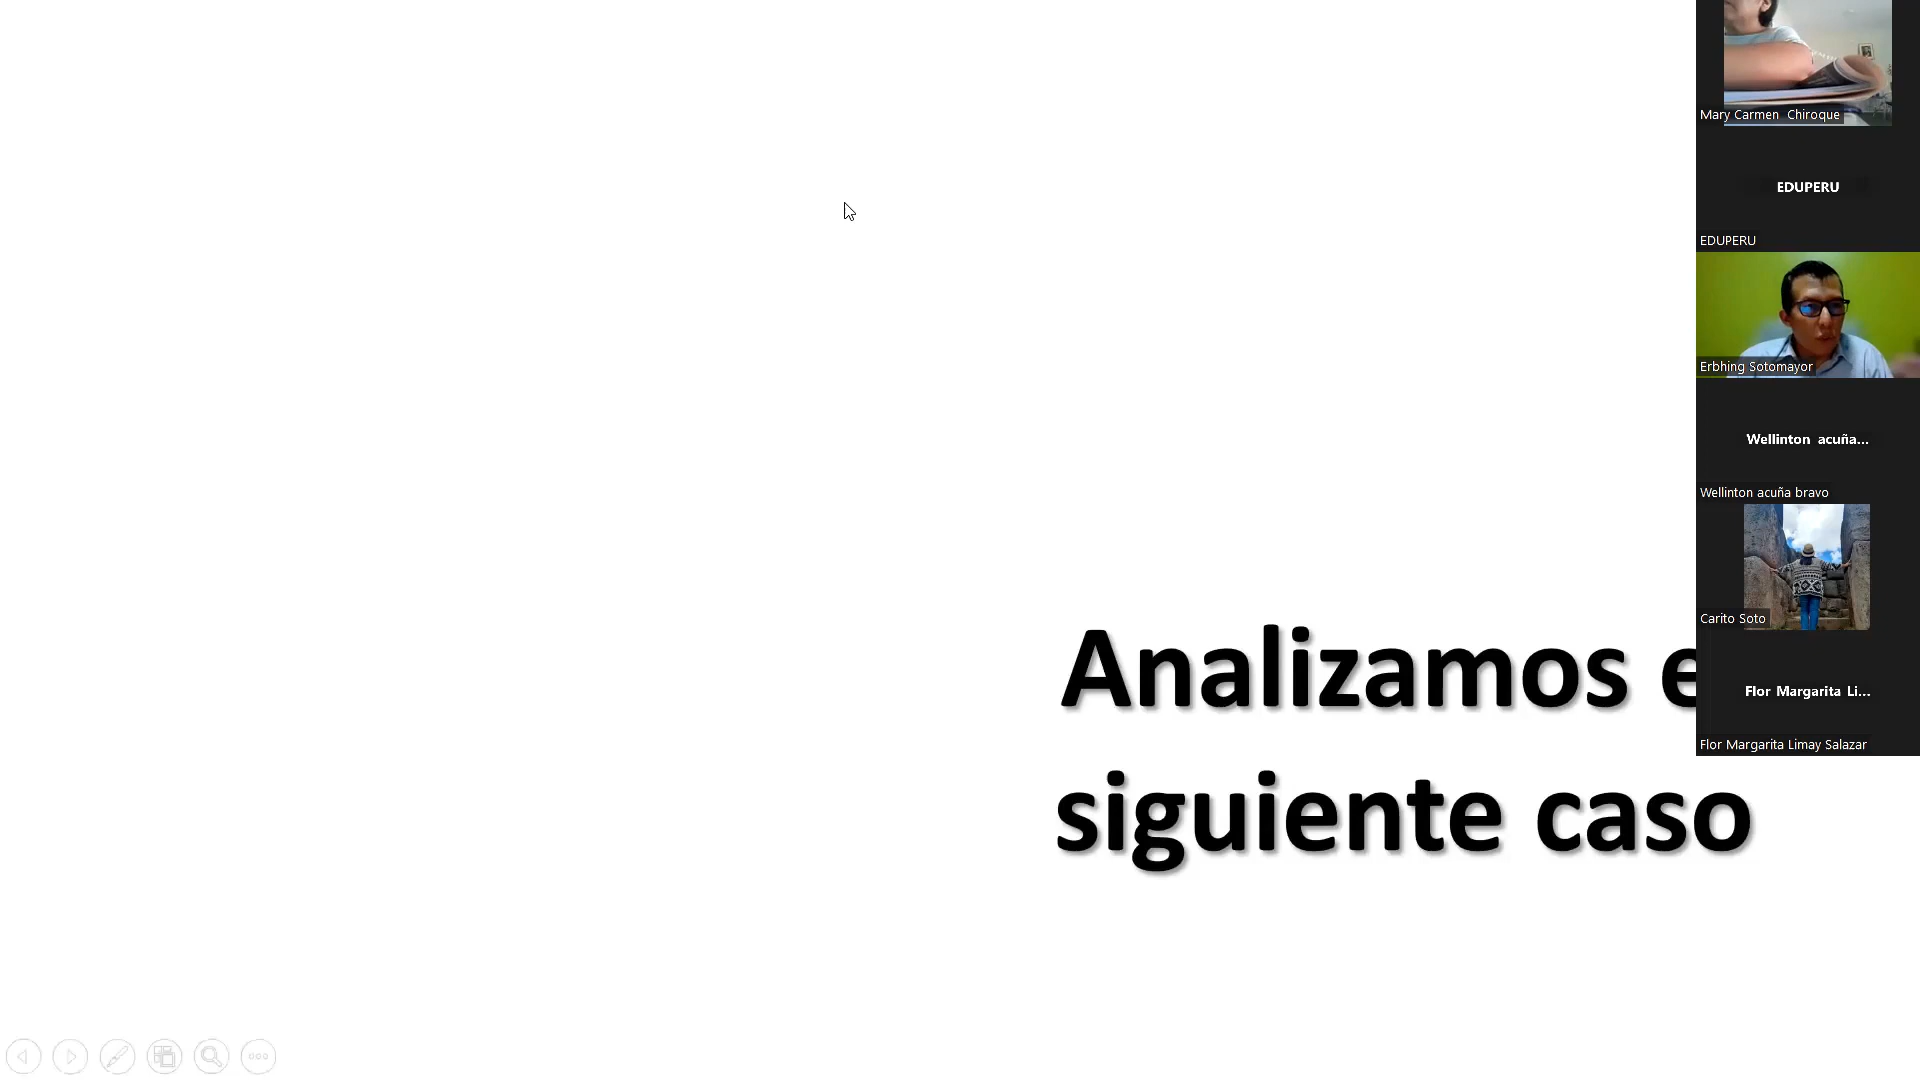 Mary Carmen Chiroque
EDUPERU
EDUPERU
Erbhing Sotomayor
Wellinton acuña...
Wellinton acuña bravo
Carito Soto
Flor Margarita Li...
Flor Margarita Limay Salazar
Analizamos e
siguiente caso